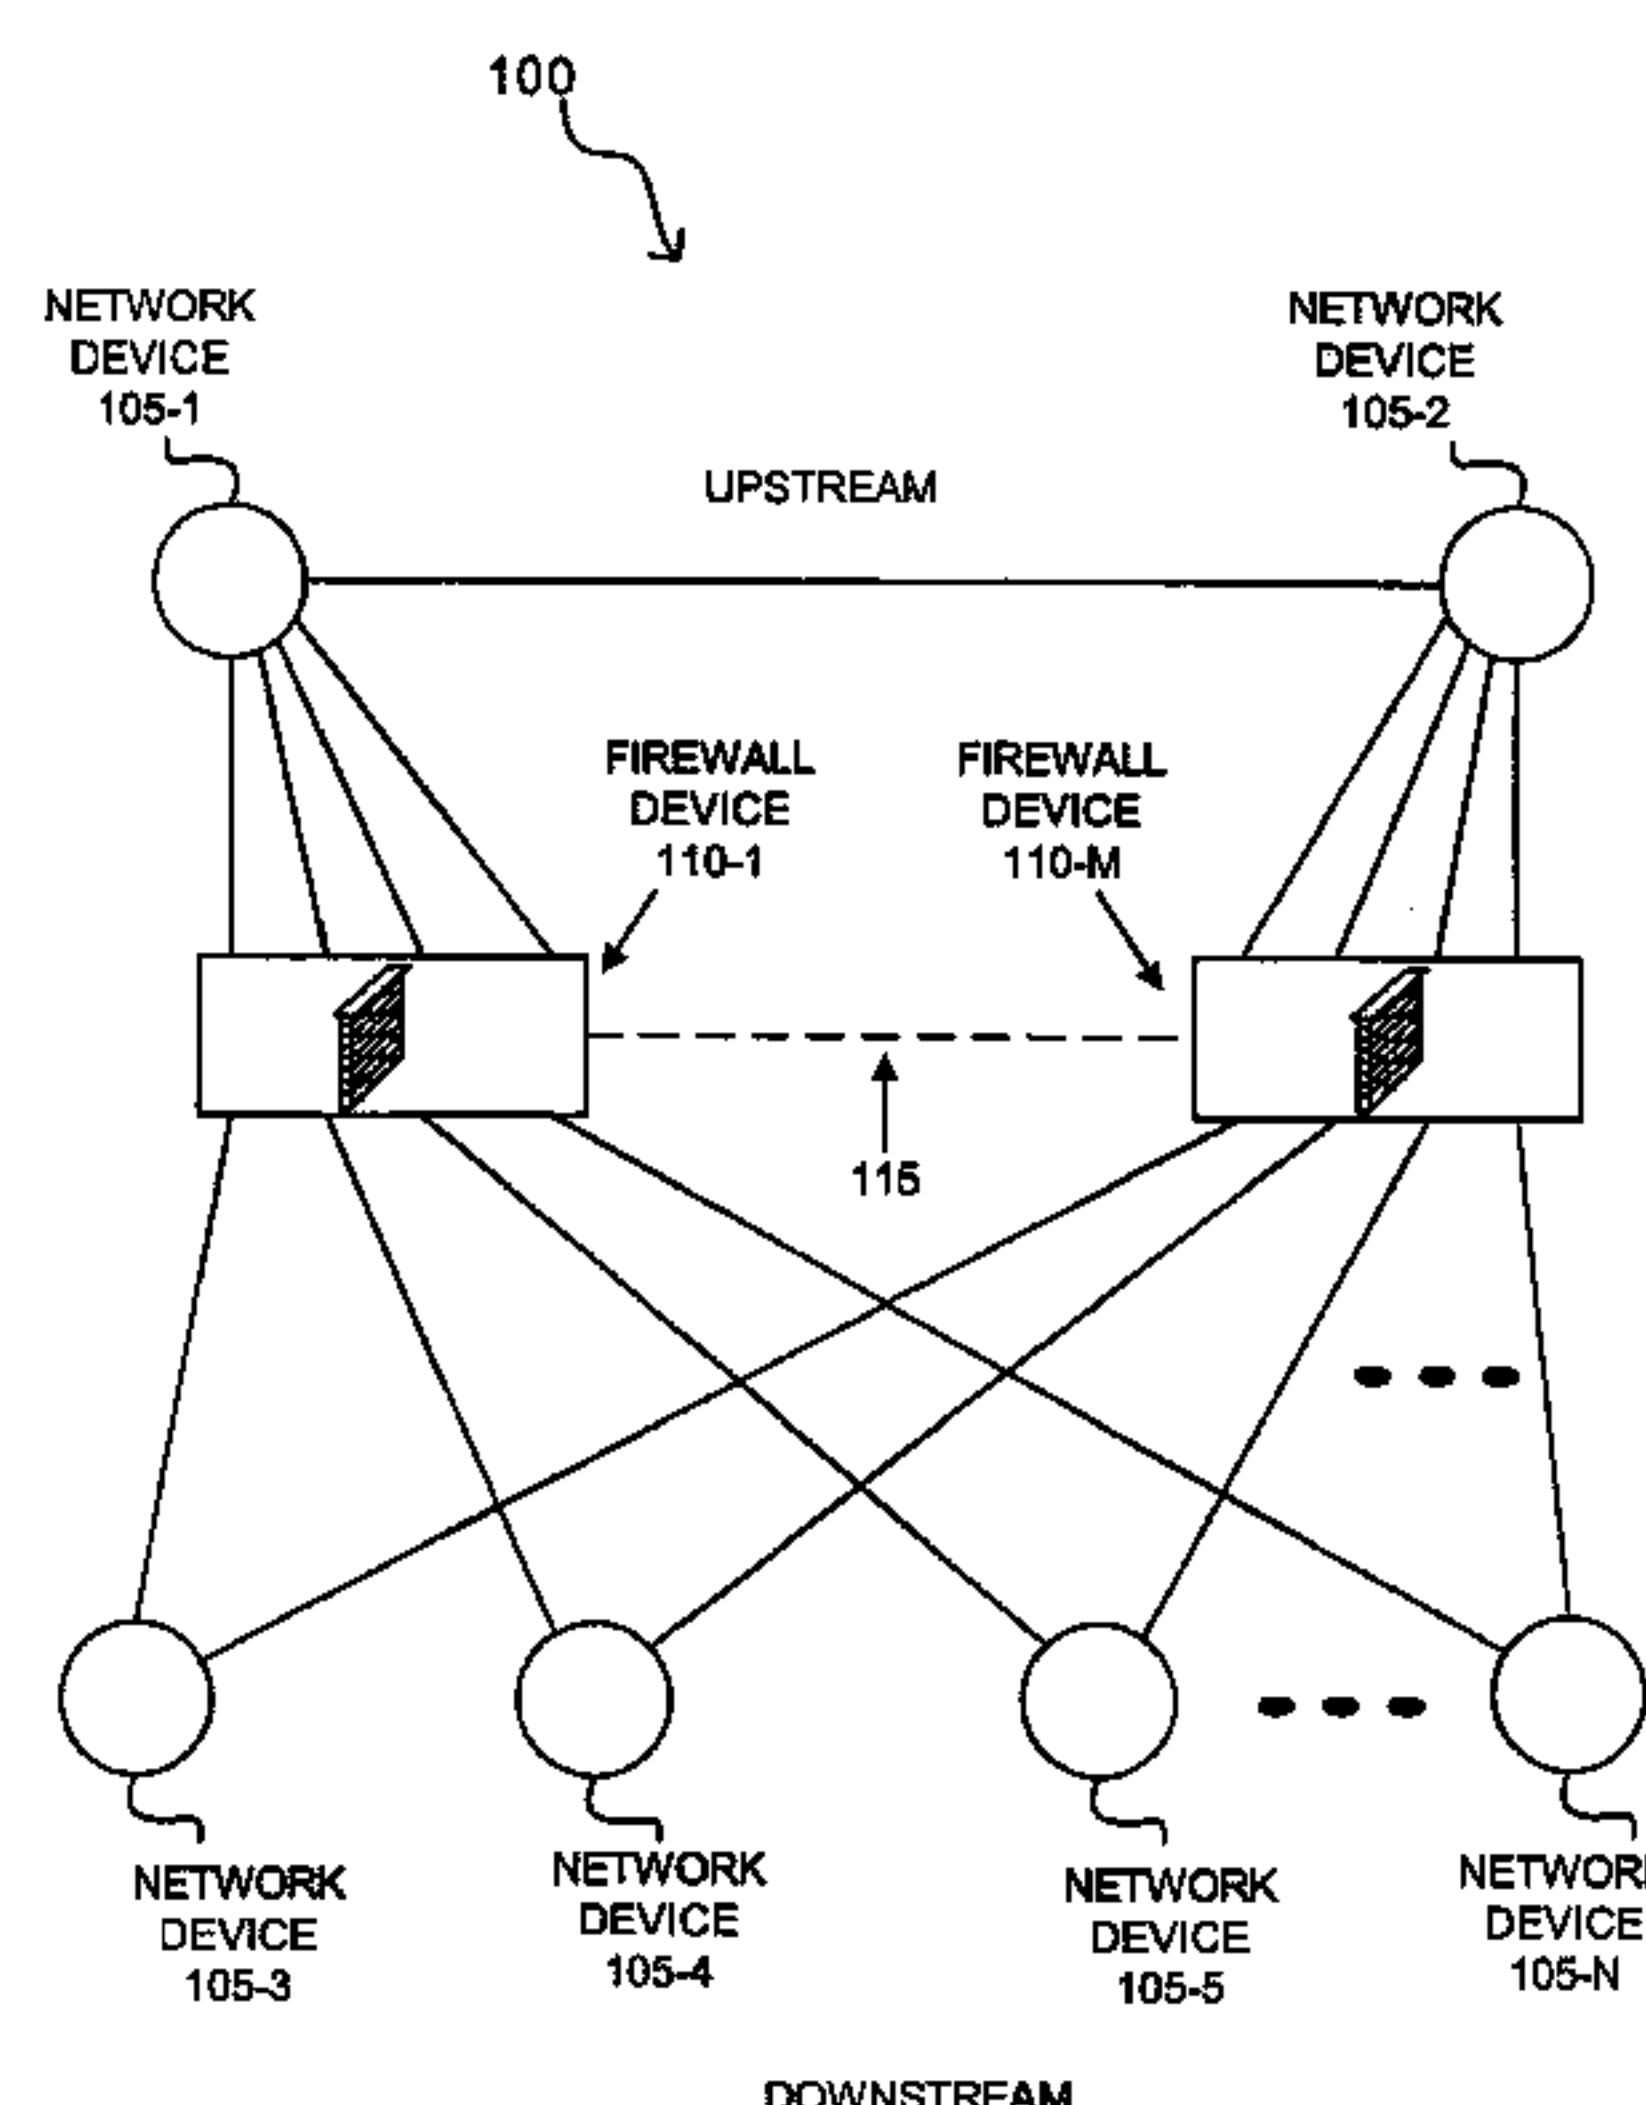 100
NETWORK
DEVICE
105-1
NETWORK
DEVICE
105-2
UPSTREAM
FIREWALL
DEVICE
110-1
FIREWALL
DEVICE
110-M
115
NETWORK
DEVICE
105-3
NETWORK
DEVICE
105-4
NETWORK
DEVICE
105-5
NETWORK
DEVICE
105-N
DOWNSTREAM